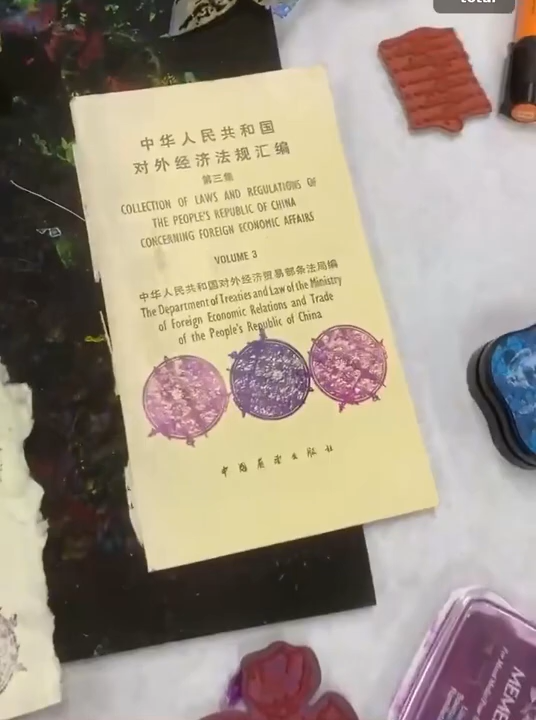 total
中华人民共和国
对外经济法规汇编
第三集
COLLECTION OF LAWS AND REGULATIONS OF
THE PEOPLE'S REPUBLIC OF CHINA
CONCERNING FOREIGN ECONOMIC AFFAIRS
VOLUME 3
中华人民共和国对外经济贸易部条法局编
The Department of Treaties and Law of the Ministry
of Foreign Economic Relations and Trade
of the People's Republic of China
中国展望出版社
MEME